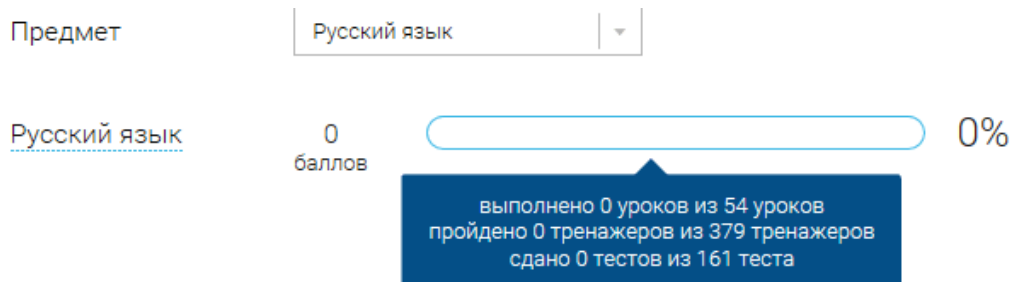 Предмет
Русский язык
Русский язык
0
баллов
0%
выполнено 0 уроков из 54 уроков
пройдено 0 тренажеров из 379 тренажеров
сдано 0 тестов из 161 теста